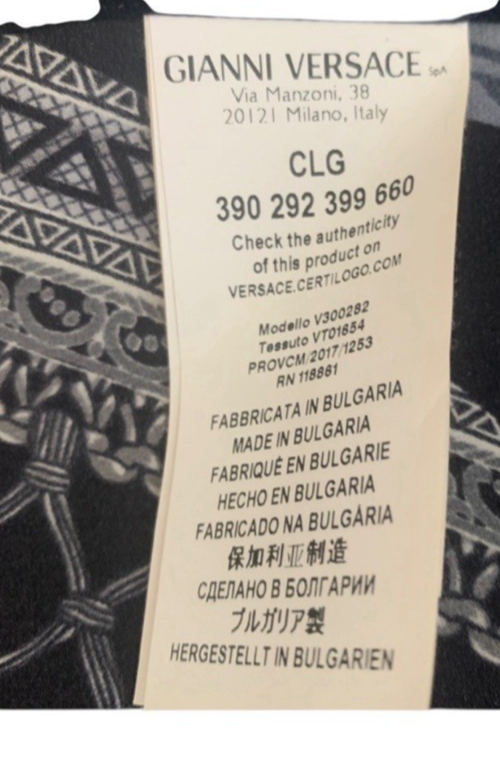 GIANNI VERSACE SpA
Via Manzoni, 38
20121 Milano, Italy
CLG
390 292 399 660
Check the authenticity
of this product on
VERSACE.CERTILOGO.COM
Modello V300282
Tessuto VT01654
PROVCM/2017/1253
RN 118861
FABBRICATA IN BULGARIA
MADE IN BULGARIA
FABRIQUÉ EN BULGARIE
HECHO EN BULGARIA
FABRICADO NA BULGÁRIA
保加利亚制造
СДЕЛАНО В БОЛГАРИИ
ブルガリア製
HERGESTELLT IN BULGARIEN